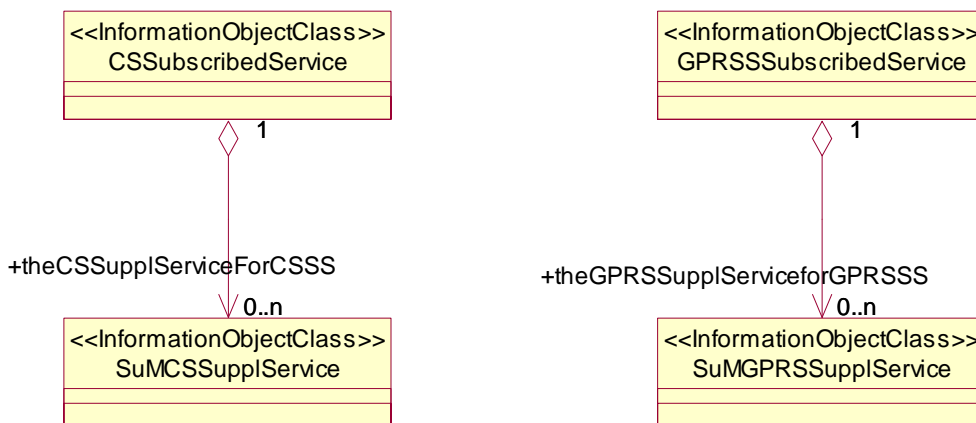 <<InformationObjectClass>>
CSSubscribedService
1
+theCSSupplServiceForCSSS
0..n
<<InformationObjectClass>>
SuMCSSupplService
<<InformationObjectClass>>
GPRSSSubscribedService
1
+theGPRSSupplServiceforGPRSSS
0..n
<<InformationObjectClass>>
SuMGPRSSupplService